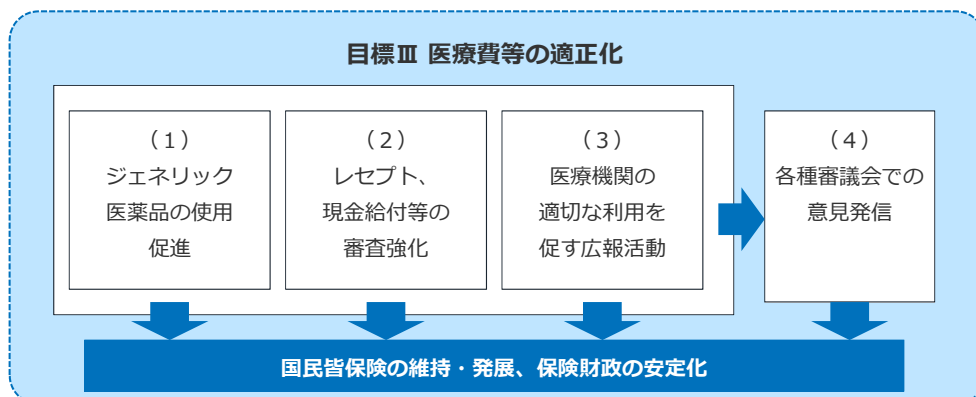 目標Ⅲ 医療費等の適正化
（１）
ジェネリック
医薬品の使用
促進
（２）
レセプト、
現金給付等の
審査強化
（３）
医療機関の
適切な利用を
促す広報活動
（４）
各種審議会での
意見発信
国民皆保険の維持・発展、保険財政の安定化